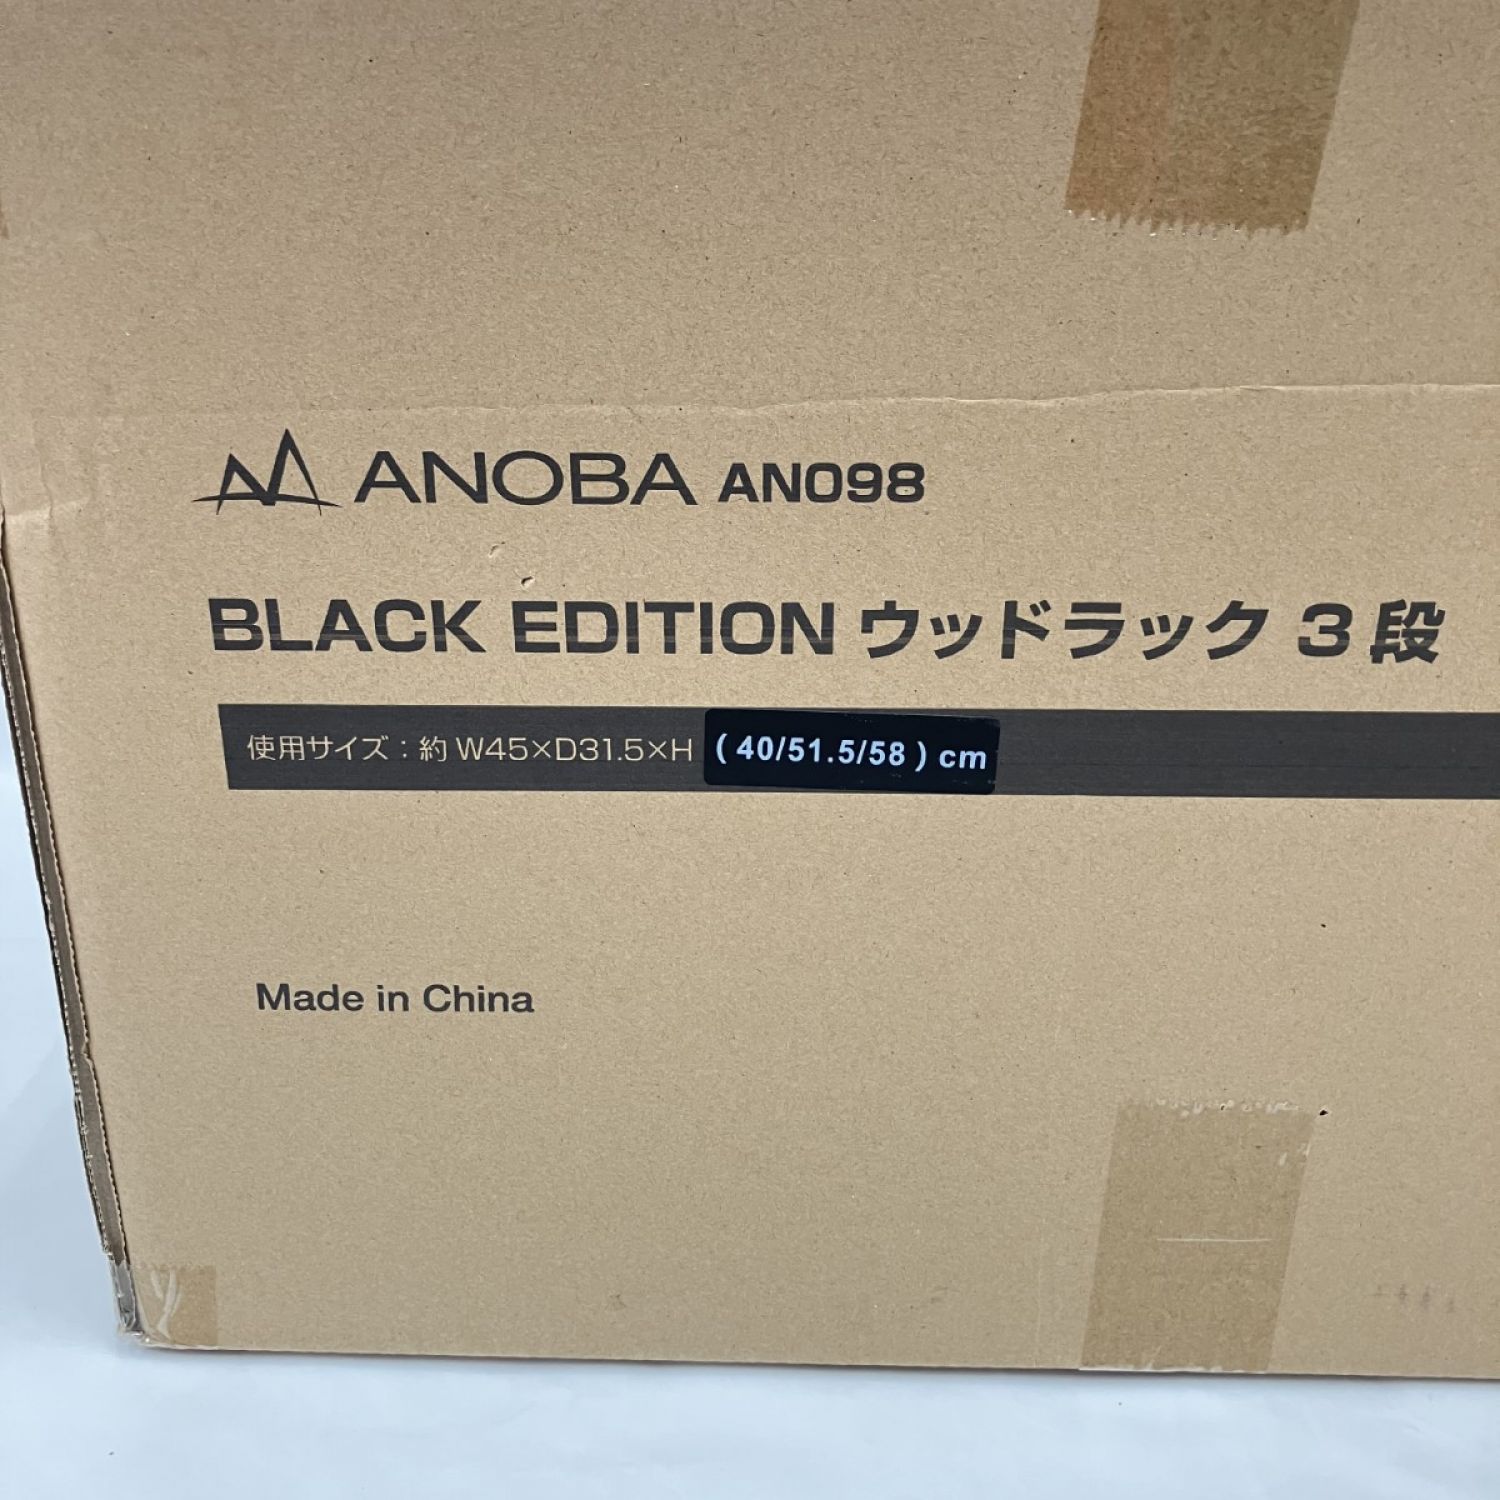 ANOBA AN098
BLACK EDITION ウッドラック 3段
使用サイズ：約 W45×D31.5×H (40/51.5/58) cm
Made in China